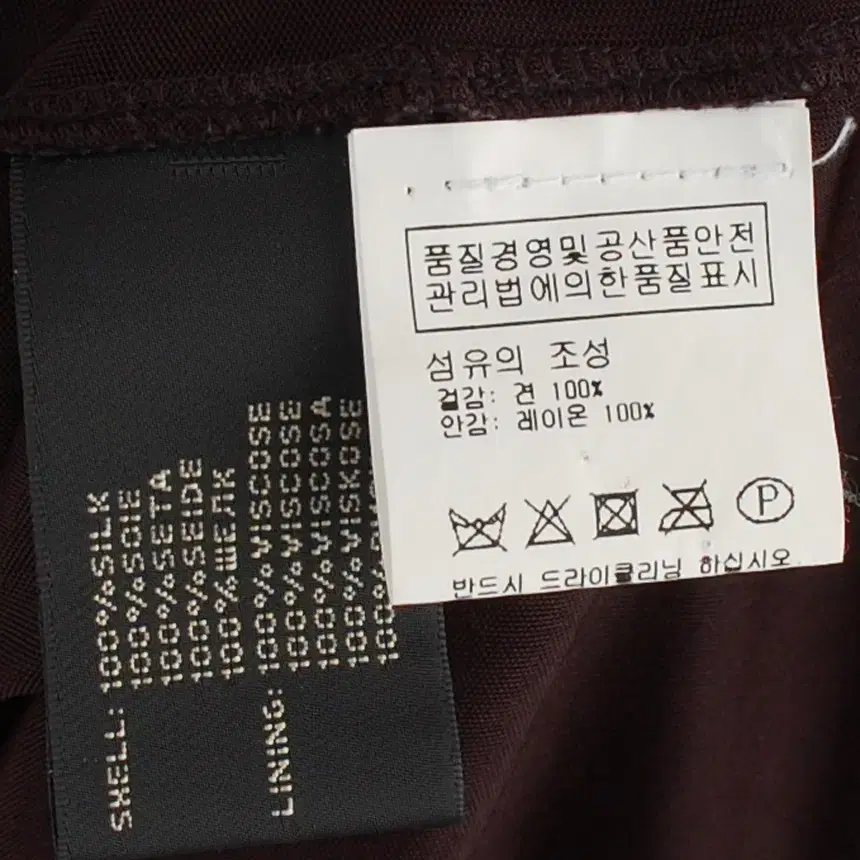 품질경영및공산품안전
관리법에의한품질표시
섬유의 조성
겉감: 견 100%
안감: 레이온 100%
P
반드시 드라이클리닝 하십시오.
SHELL: 100%SILK
100%SOIE
100%SETA
100%SEIDE
100%ШЕЛК
LINING: 100%VISCOSE
100%VISCOSE
100%VISCOSA
100%VISKOSE
100%